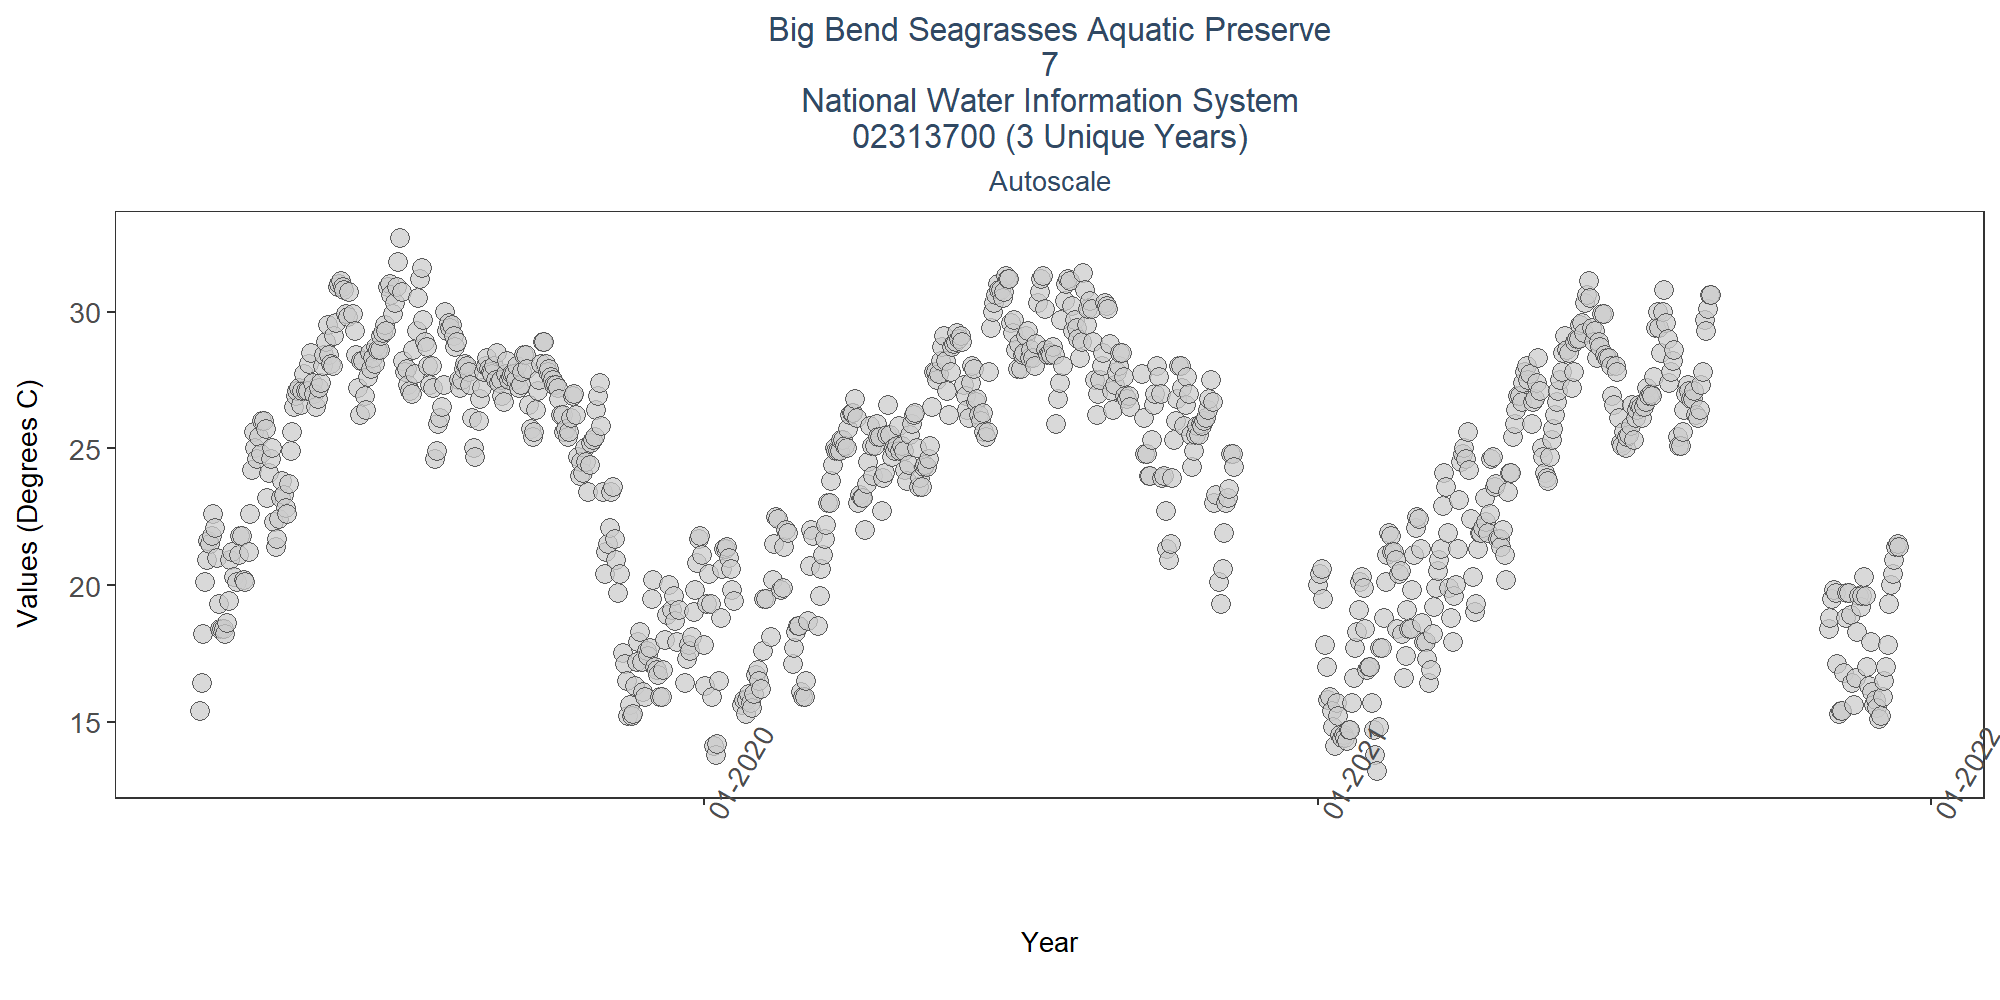 Big Bend Seagrasses Aquatic Preserve
7
National Water Information System
02313700 (3 Unique Years)
Autoscale
Values (Degrees C)
30
25
20
15
01-2020
01-2021
01-2022
Year